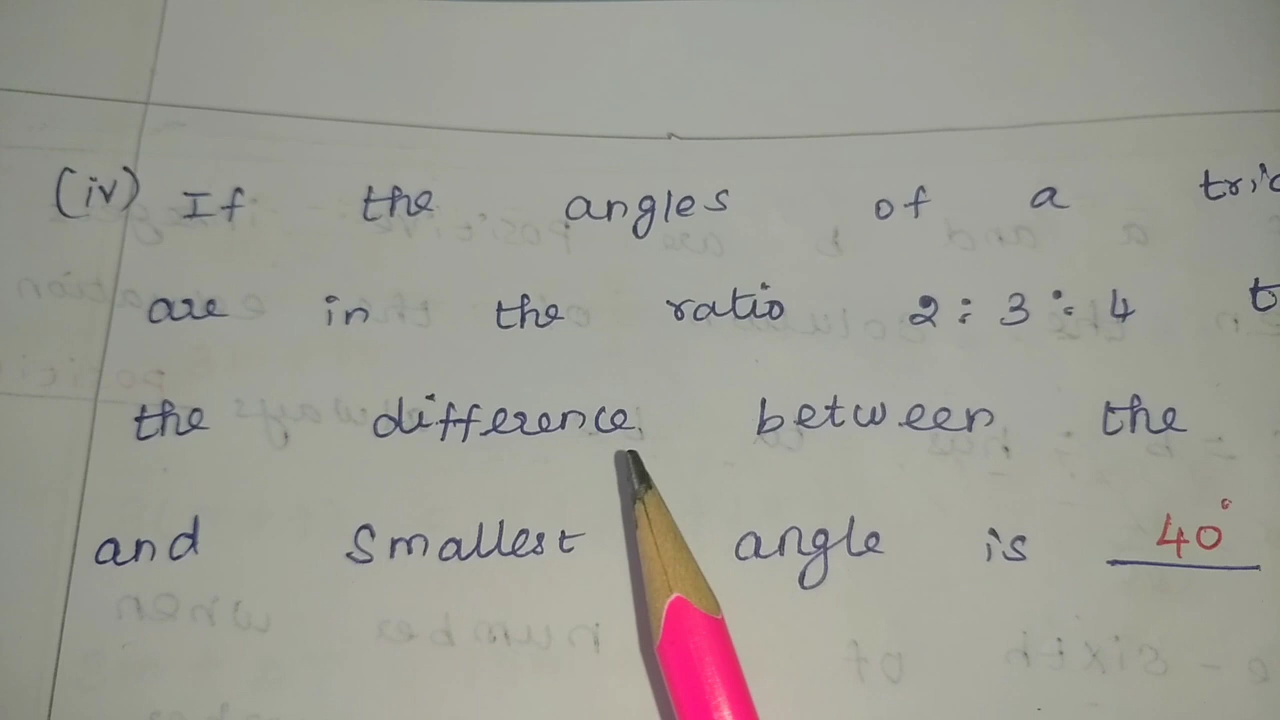 (iv) If the angles of a
are in the ratio 2 : 3 : 4
the difference between the
and smallest angle is 40°